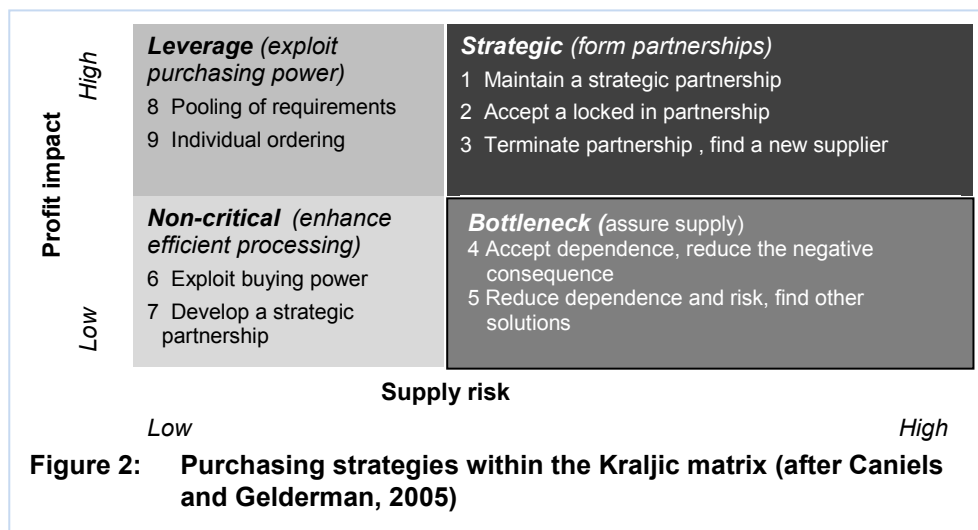 High
Profit impact
Low
Leverage (exploit
purchasing power)
8 Pooling of requirements
9 Individual ordering
Strategic (form partnerships)
1 Maintain a strategic partnership
2 Accept a locked in partnership
3 Terminate partnership , find a new supplier
Non-critical (enhance
efficient processing)
6 Exploit buying power
7 Develop a strategic
partnership
Bottleneck (assure supply)
4 Accept dependence, reduce the negative
consequence
5 Reduce dependence and risk, find other
solutions
Supply risk
Low High
Figure 2: Purchasing strategies within the Kraljic matrix (after Caniels
and Gelderman, 2005)